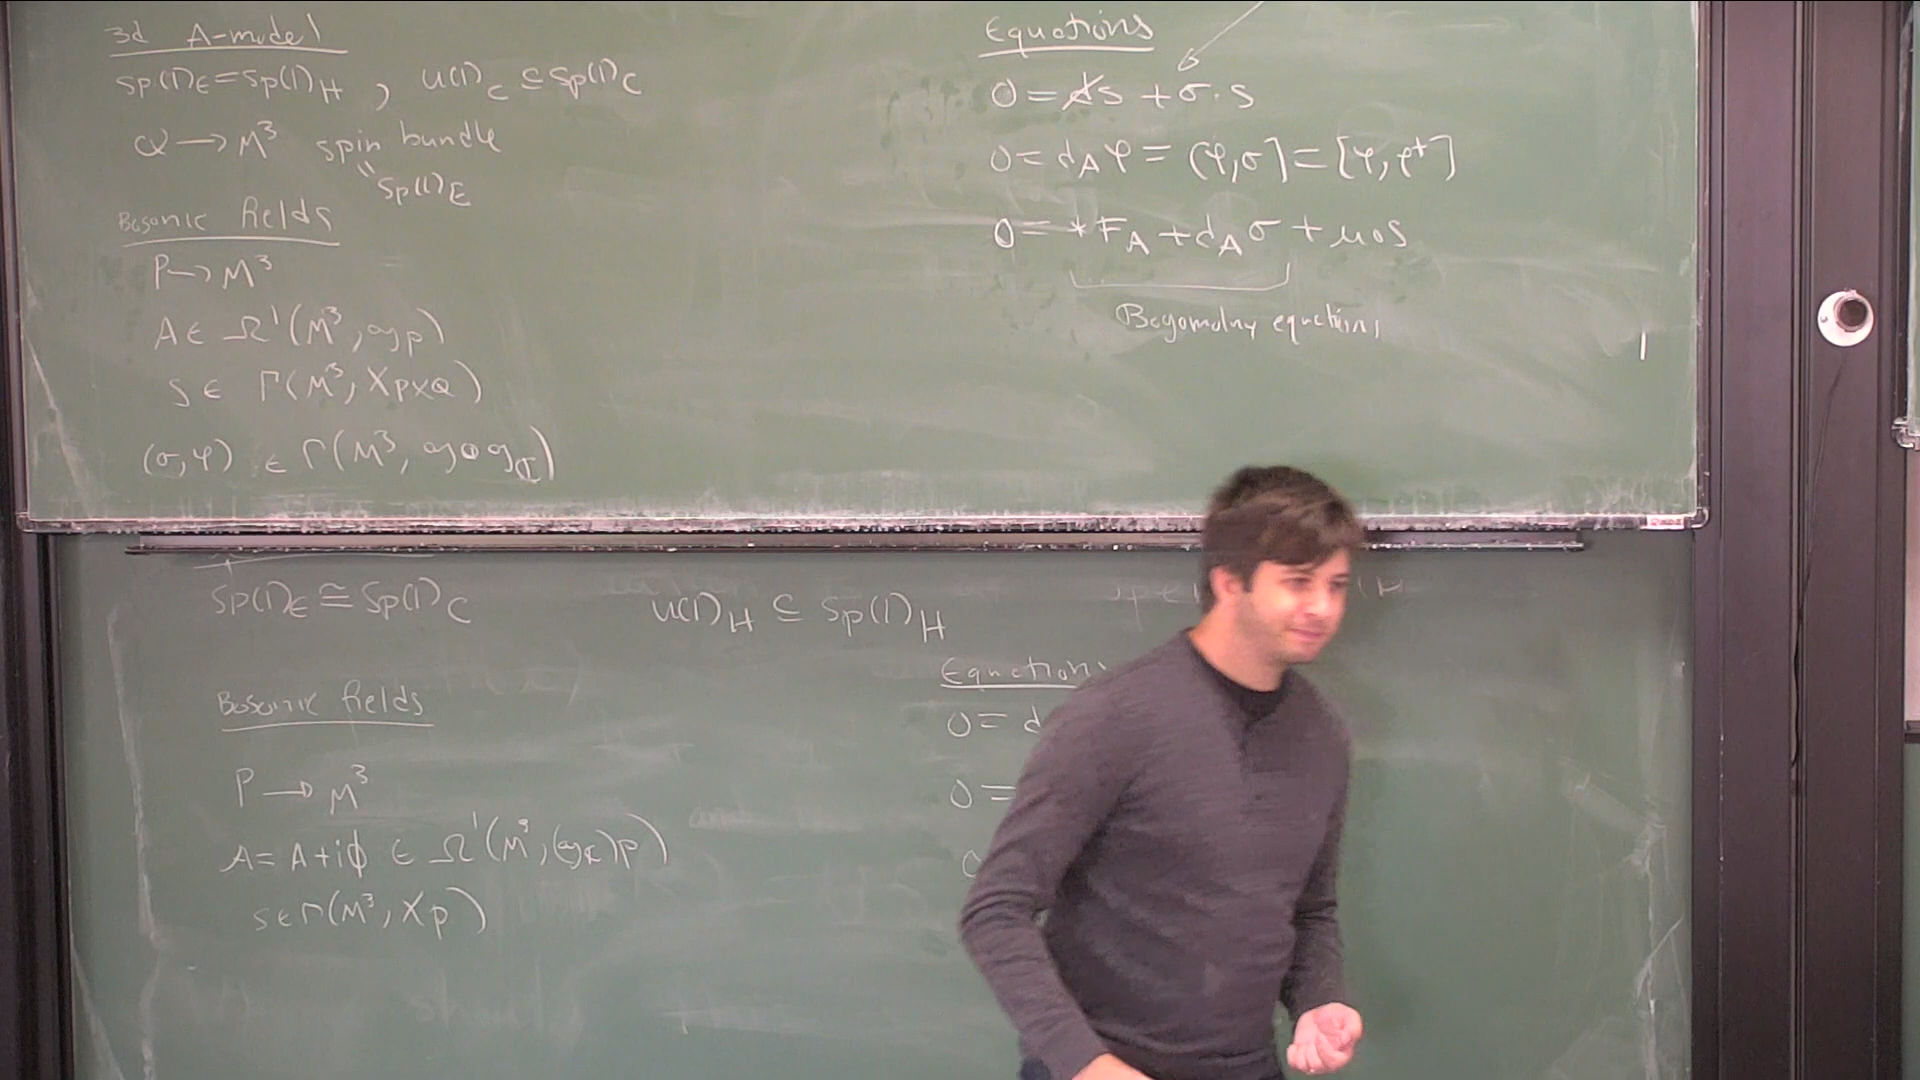 3d A-model
Sp(1)_E = Sp(1)_H , U(1)_C ⊆ Sp(1)_C
Q → M³ spin bundle
" Sp(1)_E
Bosonic fields
P → M³
A ∈ Ω¹(M³, 𝔤_P)
s ∈ Γ(M³, X_{P×Q})
(σ, φ) ∈ Γ(M³, 𝔤 ⊕ 𝔤_ℂ)
Equations
0 = d̸s + σ · s
0 = d_A φ = [φ, σ] = [φ, φ†]
0 = *F_A + d_A σ + μ∘s
Bogomolny equations
Sp(1)_E ≅ Sp(1)_C
U(1)_H ⊆ Sp(1)_H
Bosonic fields
P → M³
A = A + iϕ ∈ Ω¹(M³, (𝔤_ℂ)_P)
s ∈ Γ(M³, X_P)
Equations
0 = d
0 =
0